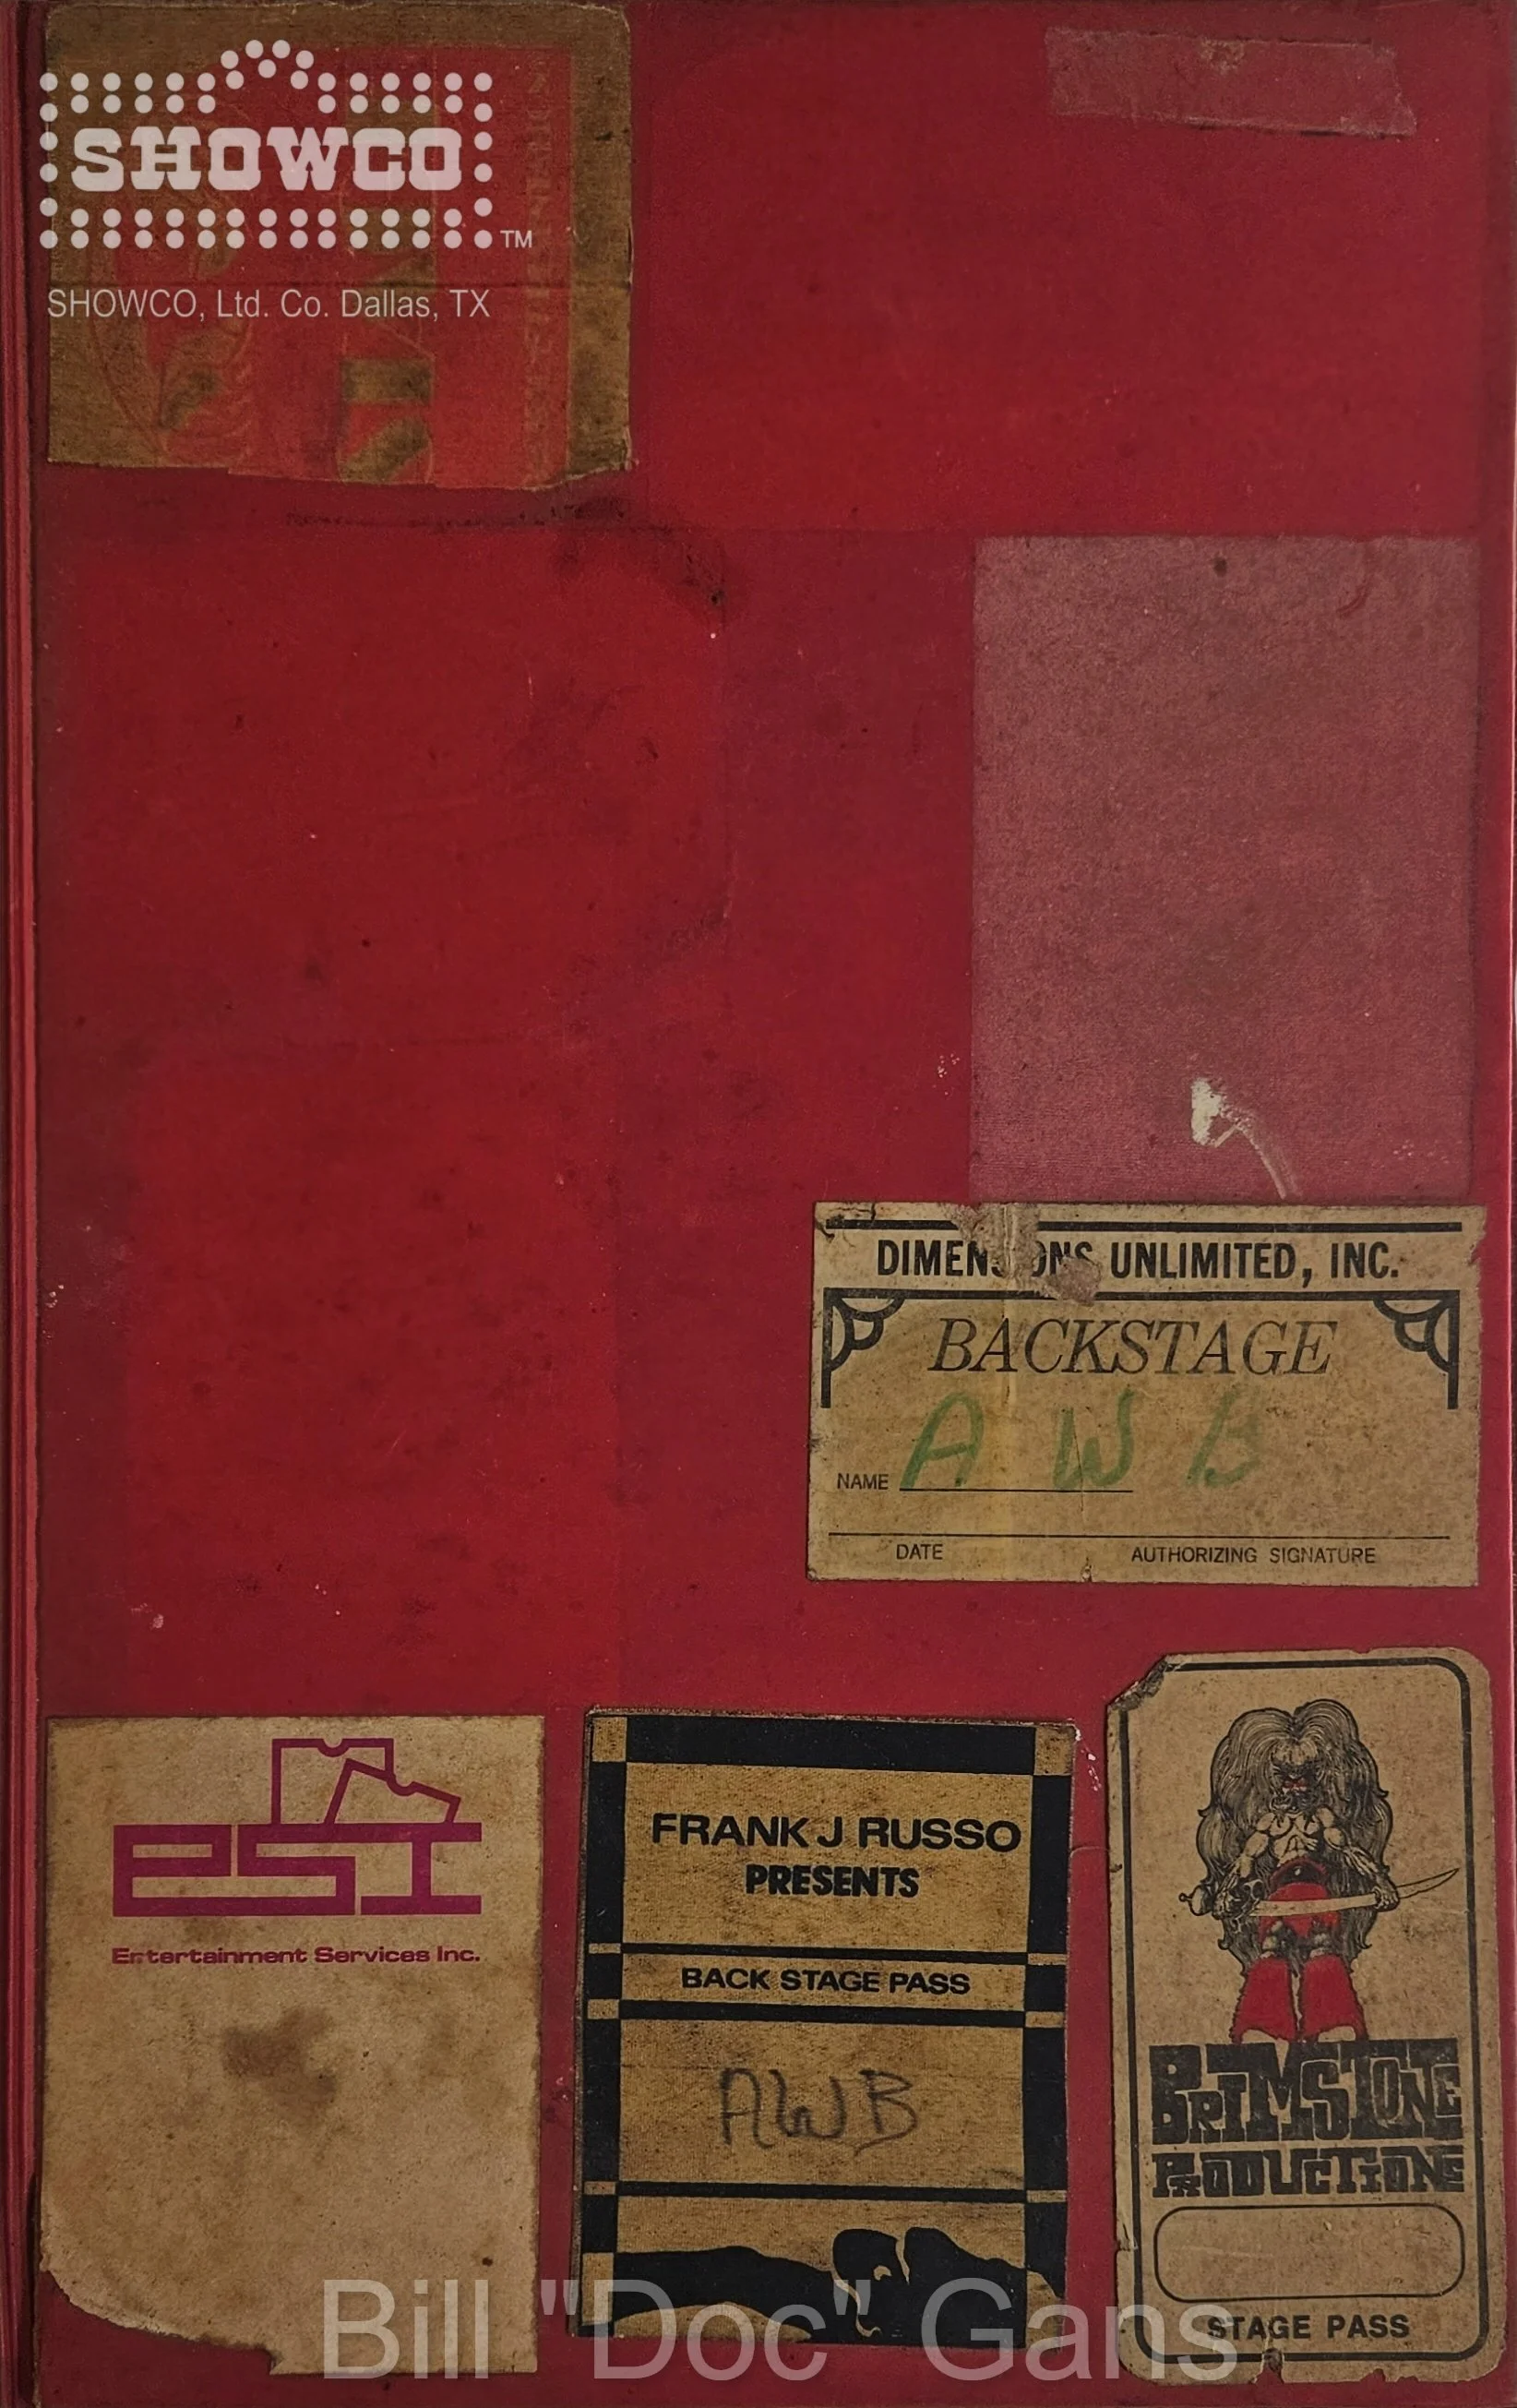 SHOWCO
TM
SHOWCO, Ltd. Co. Dallas, TX
DIMENSIONS UNLIMITED, INC.
BACKSTAGE
A W B
NAME
DATE AUTHORIZING SIGNATURE
esi
Entertainment Services Inc.
FRANK J RUSSO
PRESENTS
BACK STAGE PASS
AWB
BRIMSTONE
PRODUCTIONS
STAGE PASS
Bill "Doc" Gans